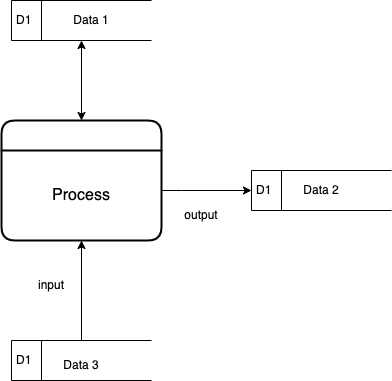 D1 Data 1
Process
D1 Data 2
output
input
D1 Data 3